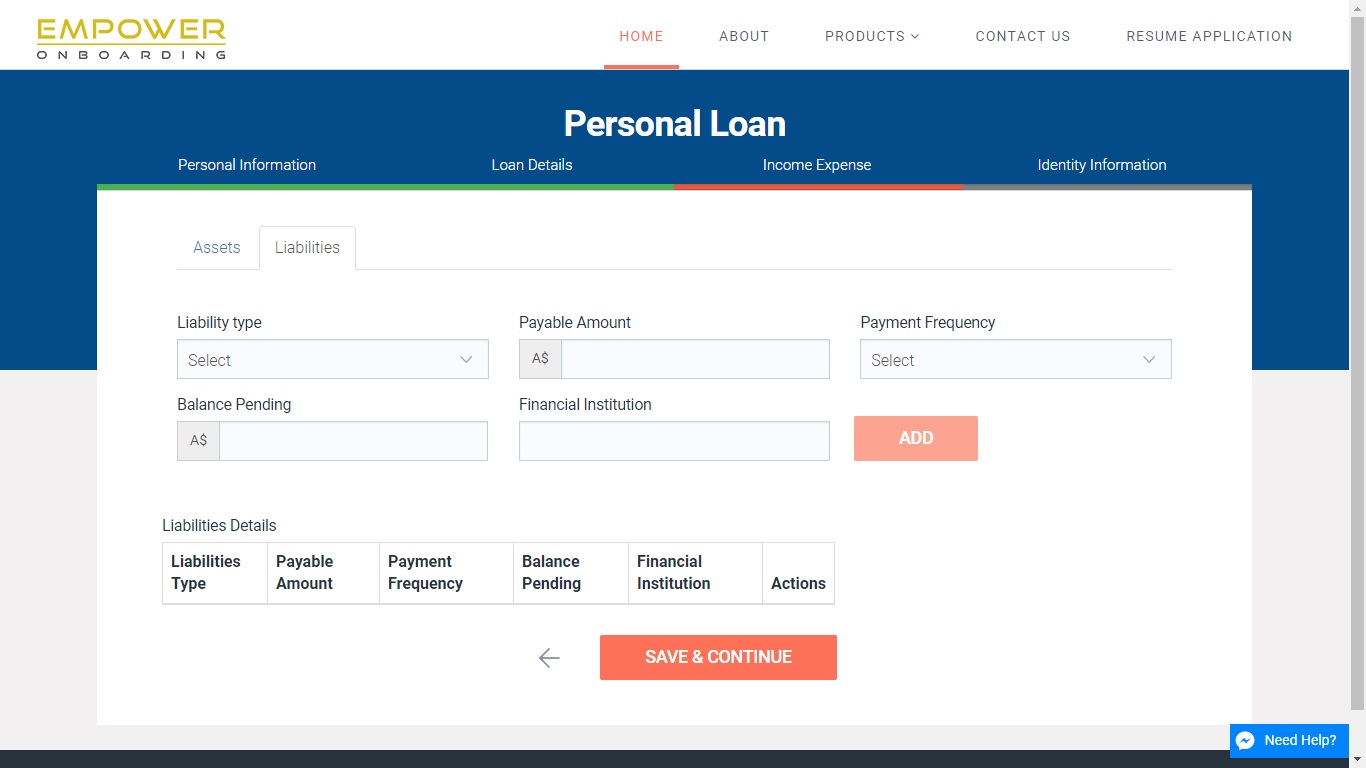 EMPOWER
ONBOARDING
HOME ABOUT PRODUCTS CONTACT US RESUME APPLICATION
Personal Loan
Personal Information Loan Details Income Expense Identity Information
Assets Liabilities
Liability type Payable Amount Payment Frequency
Select A$ Select
Balance Pending Financial Institution
A$ ADD
Liabilities Details
Liabilities Type Payable Amount Payment Frequency Balance Pending Financial Institution Actions
SAVE & CONTINUE
Need Help?